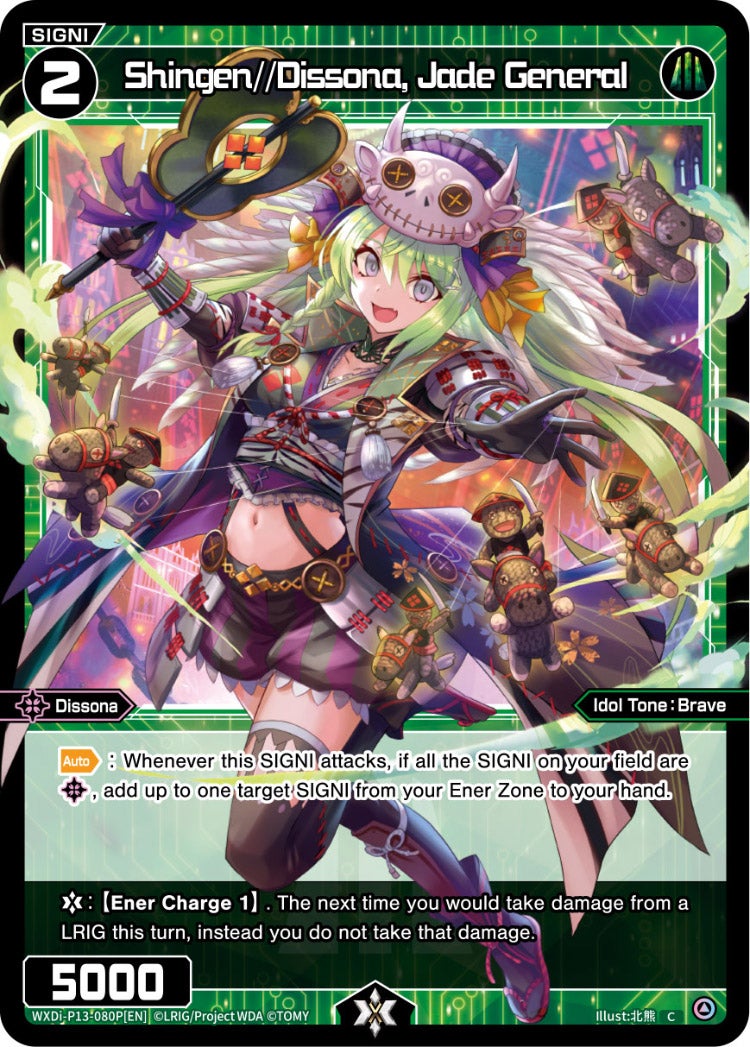 SIGNI
2
Shingen//Dissona, Jade General
Dissona
Idol Tone:Brave
Auto : Whenever this SIGNI attacks, if all the SIGNI on your field are
, add up to one target SIGNI from your Ener Zone to your hand.
: 【Ener Charge 1】. The next time you would take damage from a
LRIG this turn, instead you do not take that damage.
5000
WXDi-P13-080P[EN] ©LRIG/Project WDA ©TOMY
Illust:北熊 C